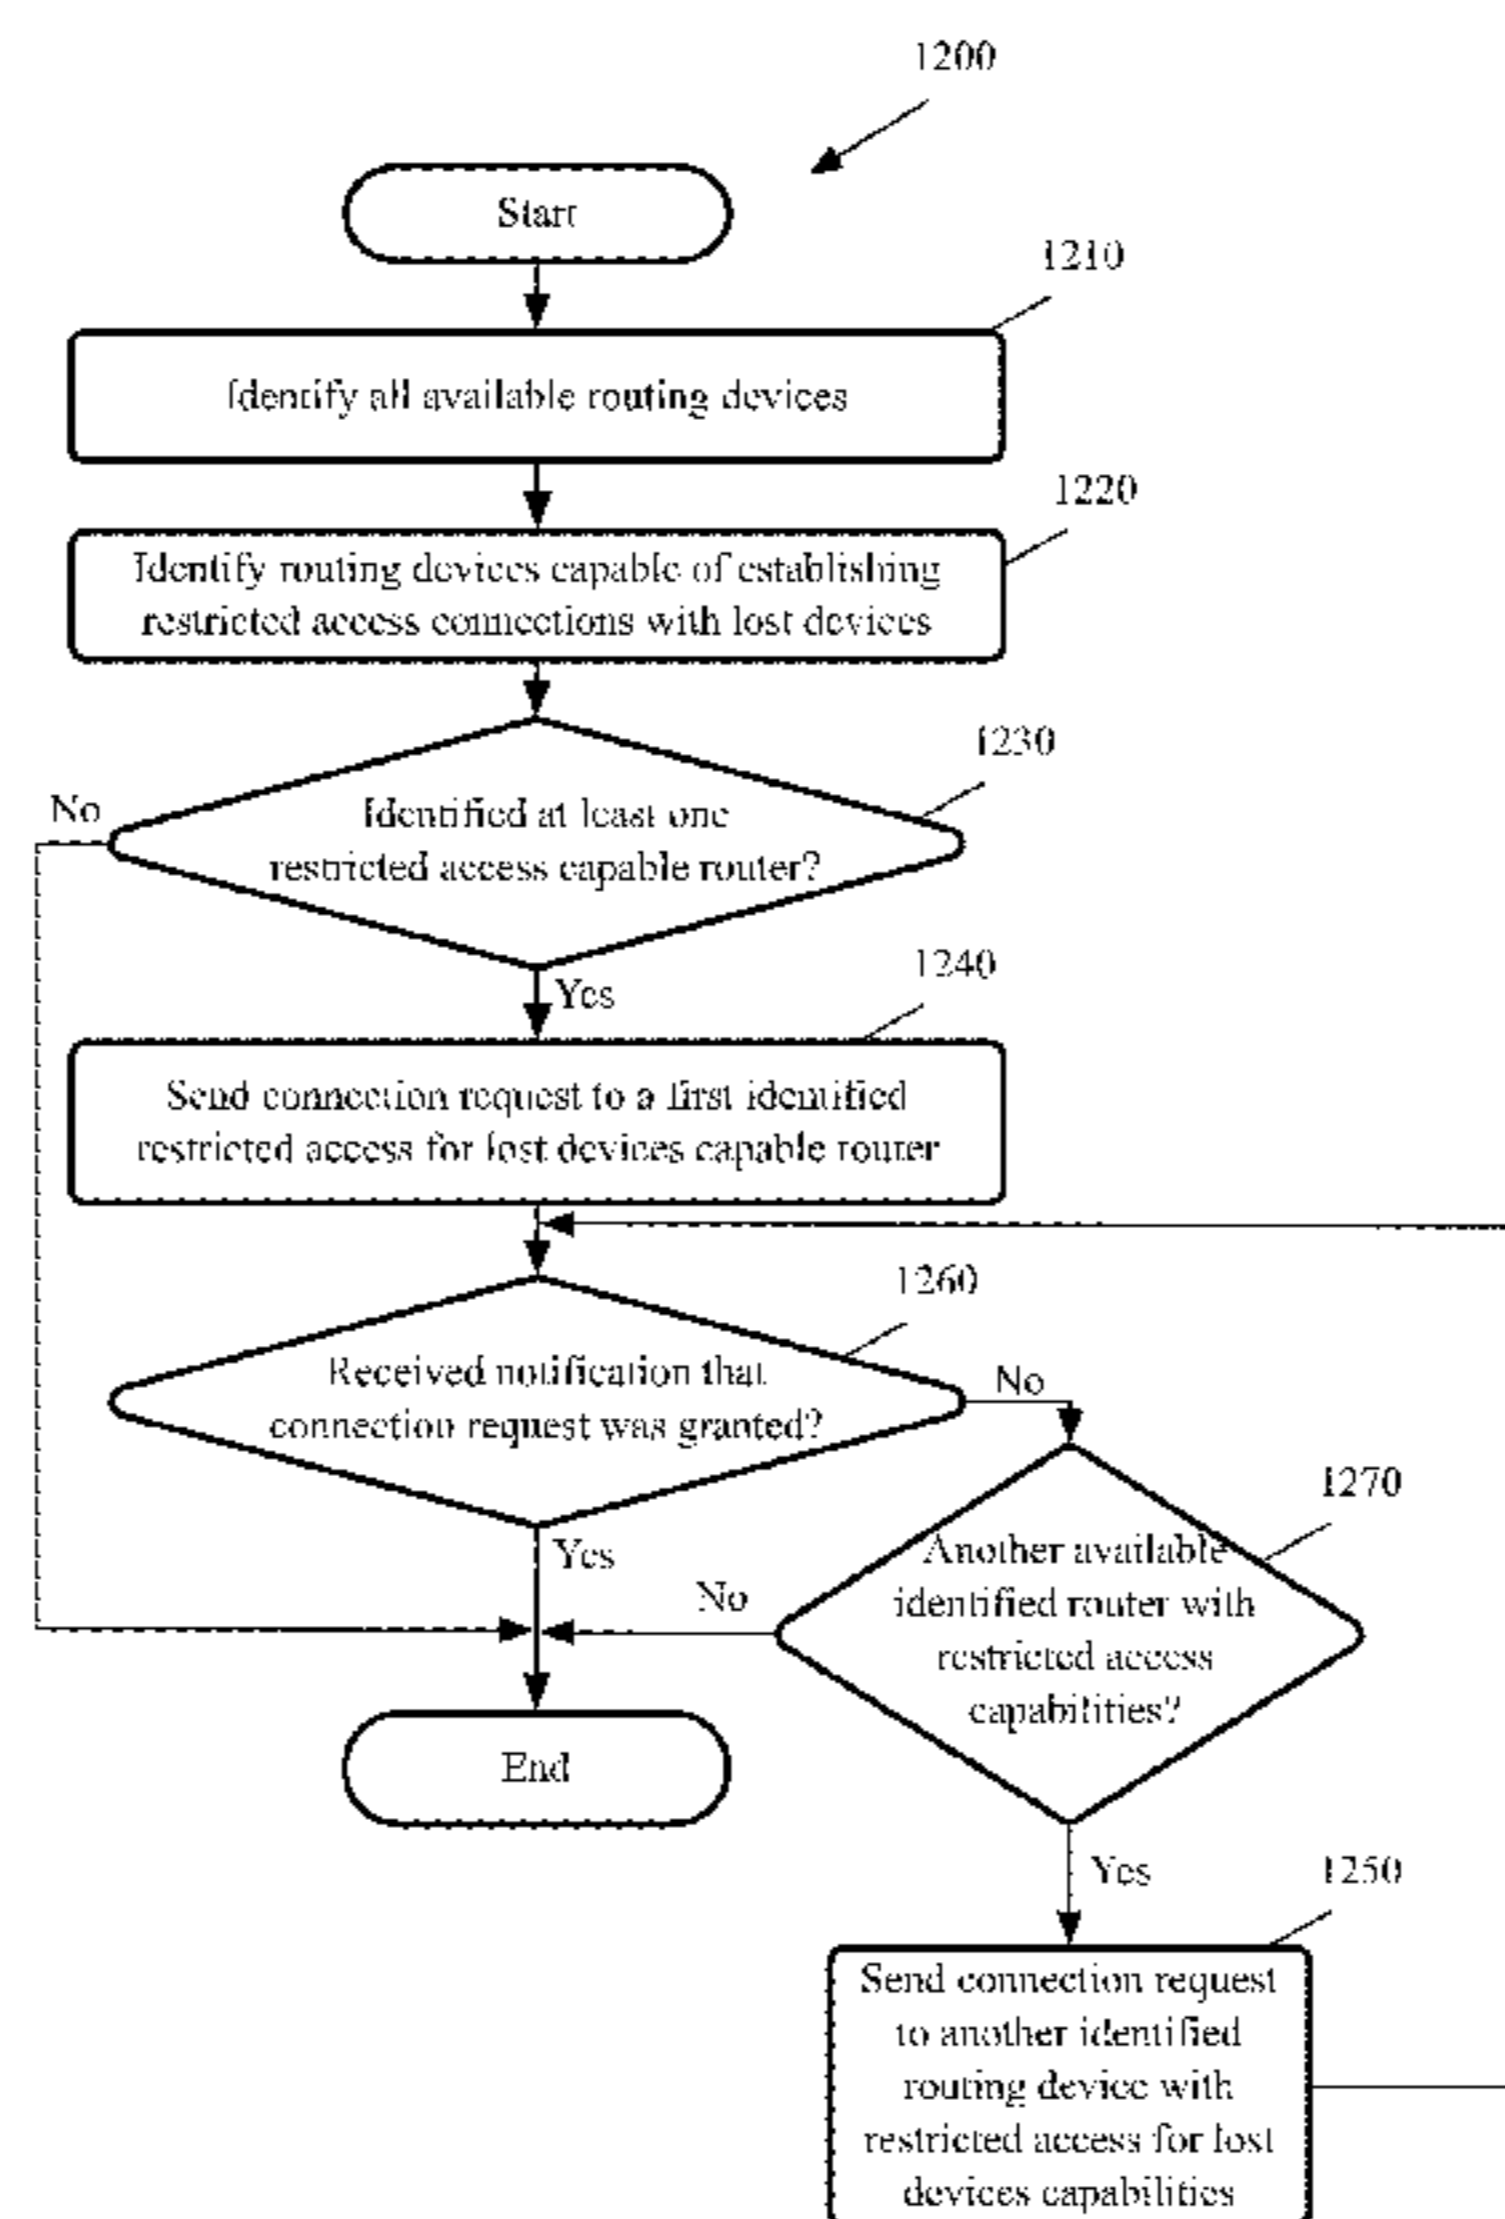 1200
Start
1210
Identify all available routing devices
1220
Identify routing devices capable of establishing
restricted access connections with lost devices
1230
No
Identified at least one
restricted access capable router?
Yes
1240
Send connection request to a first identified
restricted access for lost devices capable router
1260
Received notification that
connection request was granted?
No
1270
Yes
Another available
identified router with
restricted access
capabilities?
No
End
Yes
1250
Send connection request
to another identified
routing device with
restricted access for lost
devices capabilities